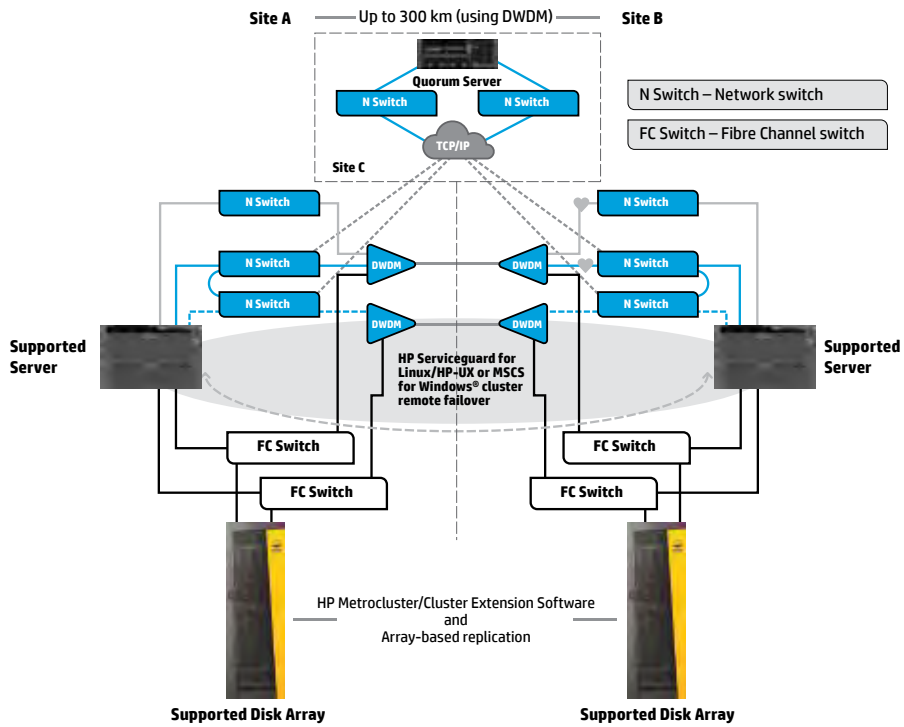 Site A
Up to 300 km (using DWDM)
Site B
Quorum Server
N Switch
N Switch
TCP/IP
Site C
N Switch – Network switch
FC Switch – Fibre Channel switch
N Switch
N Switch
N Switch
N Switch
N Switch
N Switch
DWDM
DWDM
DWDM
DWDM
Supported
Server
HP Serviceguard for
Linux/HP-UX or MSCS
for Windows® cluster
remote failover
Supported
Server
FC Switch
FC Switch
FC Switch
FC Switch
HP Metrocluster/Cluster Extension Software
and
Array-based replication
Supported Disk Array
Supported Disk Array